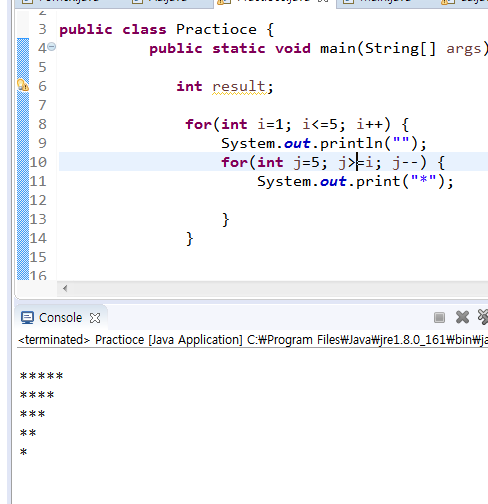 3 public class Practioce {
4 public static void main(String[] args)
5
6 int result;
7
8 for(int i=1; i<=5; i++) {
9 System.out.println("");
10 for(int j=5; j>=i; j--) {
11 System.out.print("*");
12
13 }
14 }
15
16
Console
<terminated> Practioce [Java Application] C:₩Program Files₩Java₩jre1.8.0_161₩bin₩ja
*****
****
***
**
*